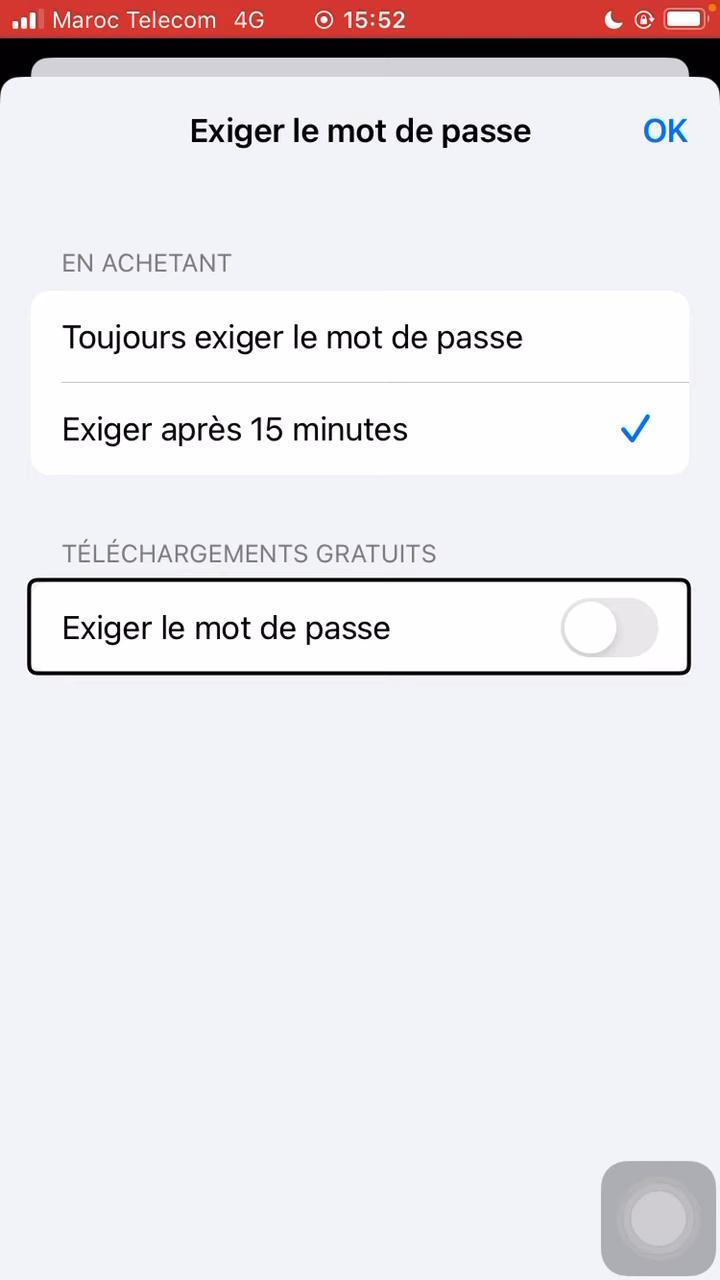 Maroc Telecom 4G 15:52
Exiger le mot de passe OK
EN ACHETANT
Toujours exiger le mot de passe
Exiger après 15 minutes
TÉLÉCHARGEMENTS GRATUITS
Exiger le mot de passe